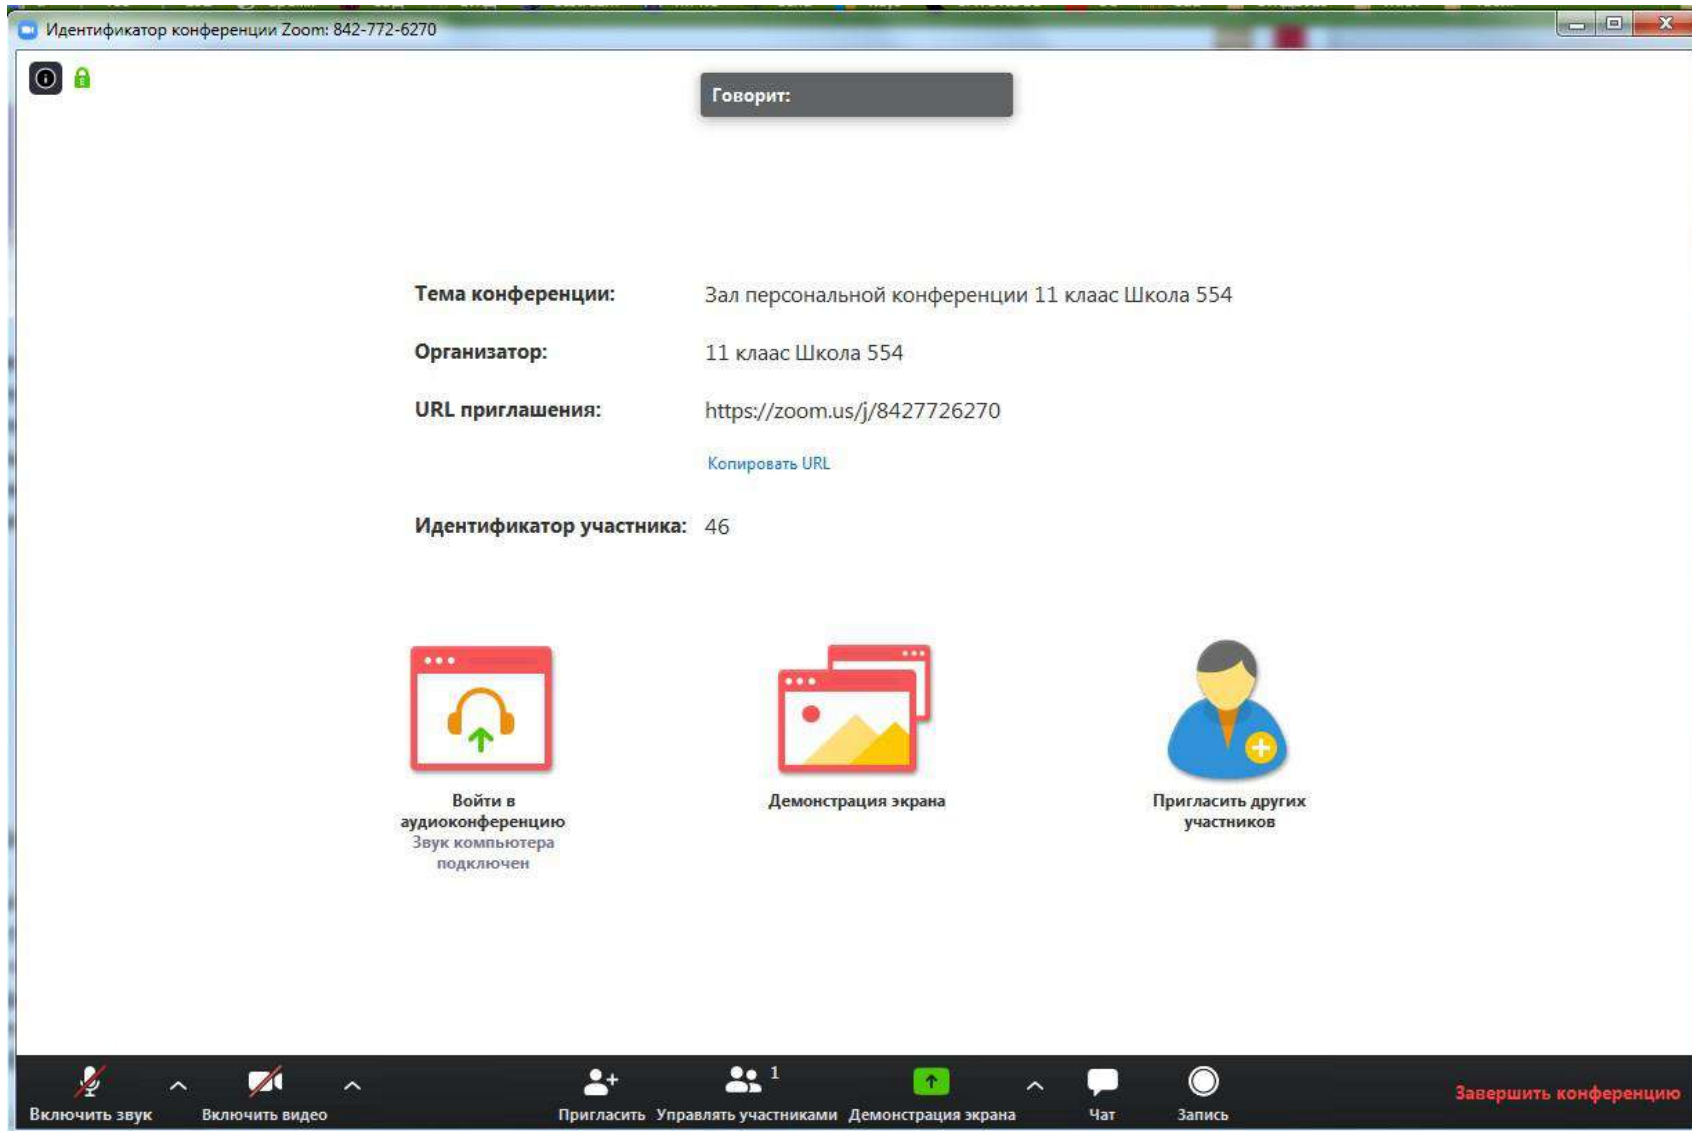 Идентификатор конференции Zoom: 842-772-6270
Говорит:
Тема конференции: Зал персональной конференции 11 клаас Школа 554
Организатор: 11 клаас Школа 554
URL приглашения: https://zoom.us/j/8427726270
Копировать URL
Идентификатор участника: 46
Войти в
аудиоконференцию
Звук компьютера
подключен
Демонстрация экрана
Пригласить других
участников
1
Включить звук Включить видео Пригласить Управлять участниками Демонстрация экрана Чат Запись Завершить конференцию